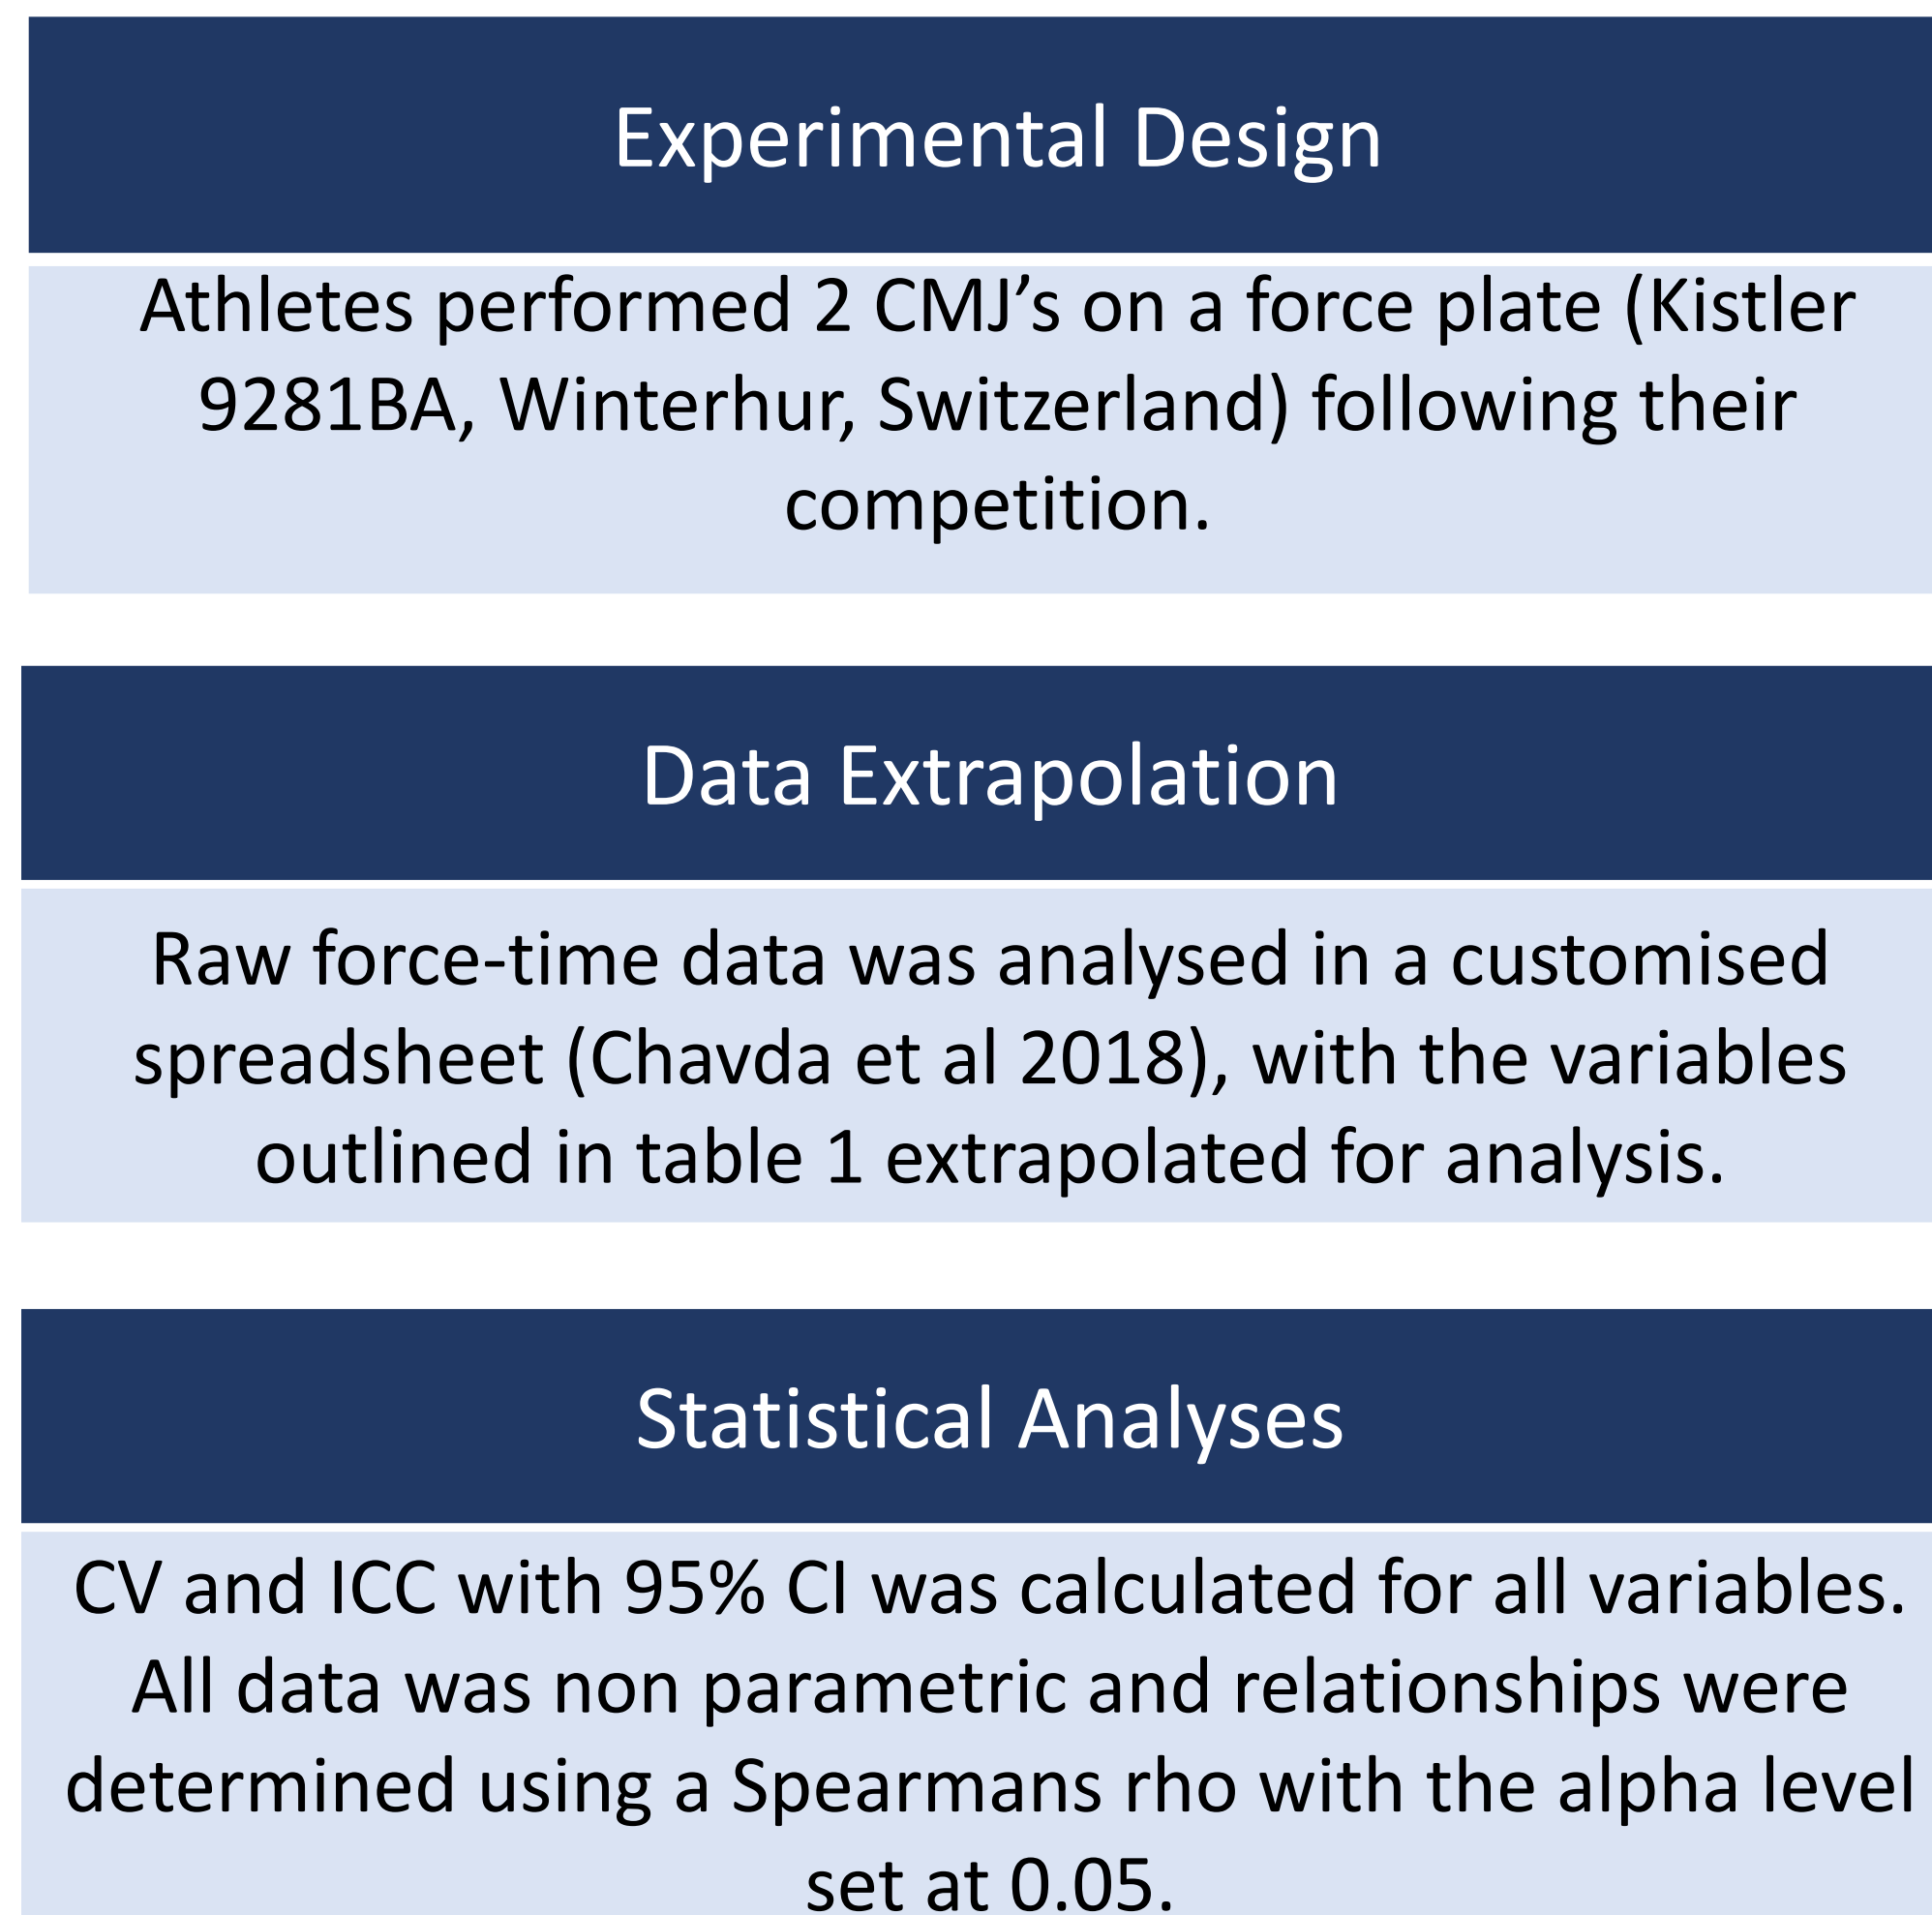 Experimental Design
Athletes performed 2 CMJ’s on a force plate (Kistler
9281BA, Winterhur, Switzerland) following their
competition.
Data Extrapolation
Raw force-time data was analysed in a customised
spreadsheet (Chavda et al 2018), with the variables
outlined in table 1 extrapolated for analysis.
Statistical Analyses
CV and ICC with 95% CI was calculated for all variables.
All data was non parametric and relationships were
determined using a Spearmans rho with the alpha level
set at 0.05.